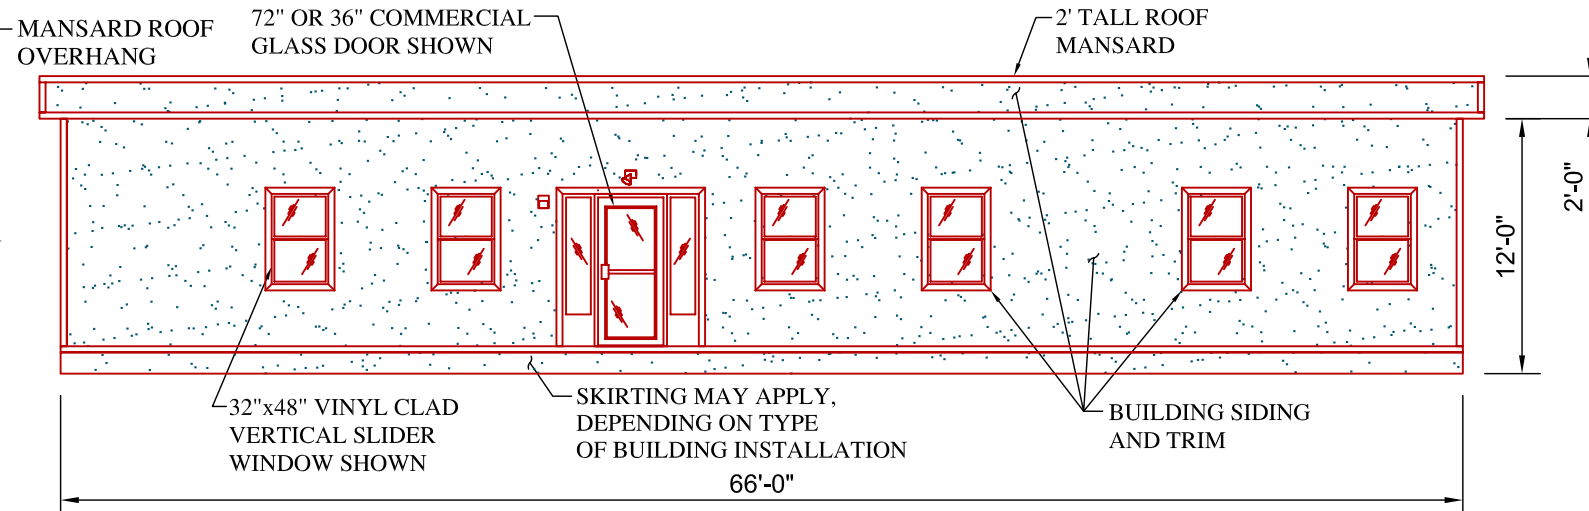 MANSARD ROOF
OVERHANG
72" OR 36" COMMERCIAL
GLASS DOOR SHOWN
2' TALL ROOF
MANSARD
2'-0"
12'-0"
32"x48" VINYL CLAD
VERTICAL SLIDER
WINDOW SHOWN
SKIRTING MAY APPLY,
DEPENDING ON TYPE
OF BUILDING INSTALLATION
BUILDING SIDING
AND TRIM
66'-0"